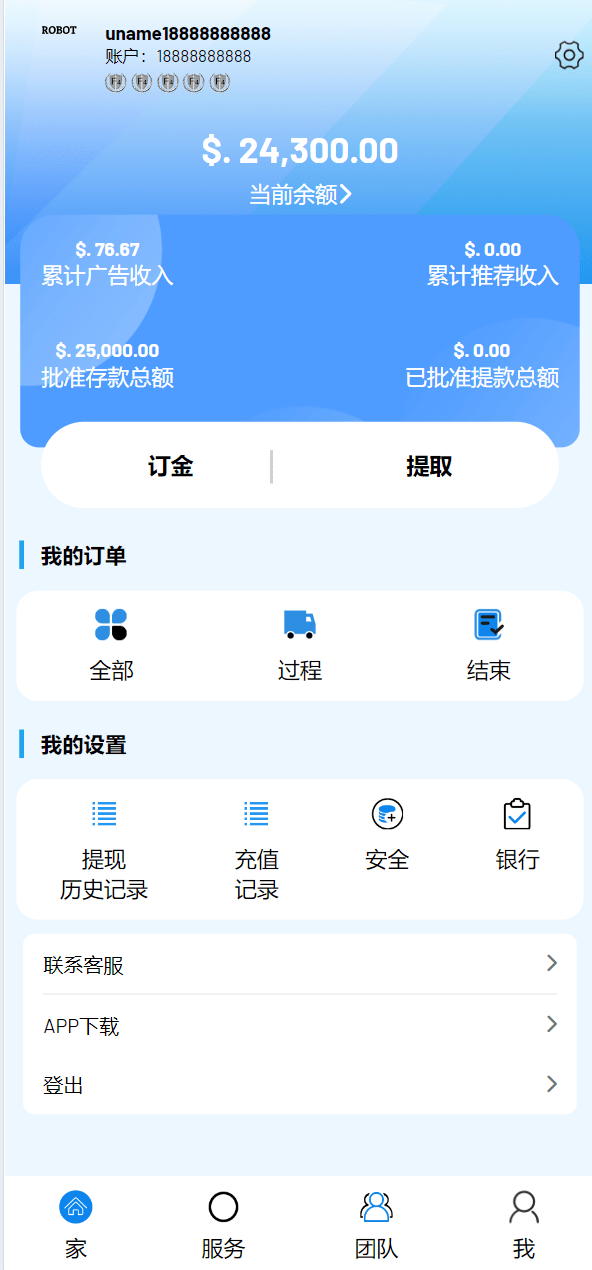 ROBOT
uname18888888888
账户：18888888888
F4 F4 F4 F4 F4
$. 24,300.00
当前余额
$. 76.67
$. 0.00
累计广告收入
累计推荐收入
$. 25,000.00
$. 0.00
批准存款总额
已批准提款总额
订金
提取
我的订单
全部
过程
结束
我的设置
提现
历史记录
充值
记录
安全
银行
联系客服
APP下载
登出
家
服务
团队
我